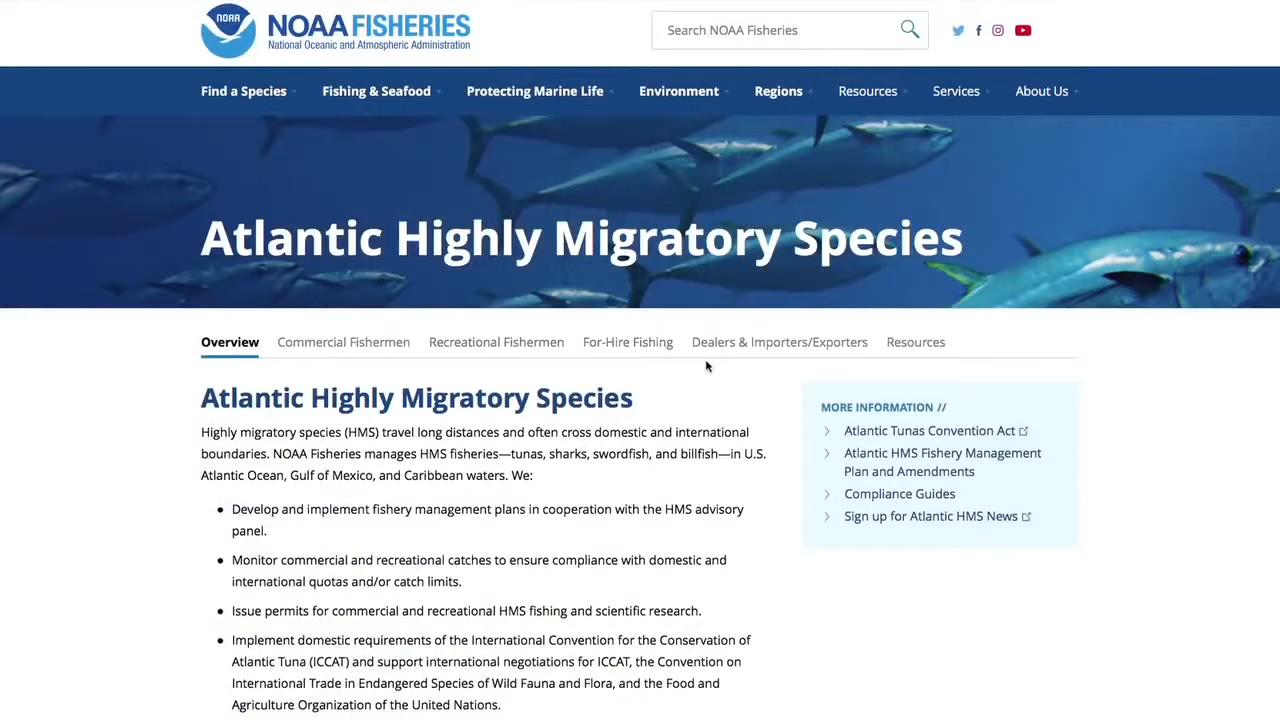 NOAA
NOAA FISHERIES
National Oceanic and Atmospheric Administration
Search NOAA Fisheries
Find a Species Fishing & Seafood Protecting Marine Life Environment Regions Resources Services About Us
Atlantic Highly Migratory Species
Overview Commercial Fishermen Recreational Fishermen For-Hire Fishing Dealers & Importers/Exporters Resources
Atlantic Highly Migratory Species
Highly migratory species (HMS) travel long distances and often cross domestic and international
boundaries. NOAA Fisheries manages HMS fisheries—tunas, sharks, swordfish, and billfish—in U.S.
Atlantic Ocean, Gulf of Mexico, and Caribbean waters. We:
• Develop and implement fishery management plans in cooperation with the HMS advisory
panel.
• Monitor commercial and recreational catches to ensure compliance with domestic and
international quotas and/or catch limits.
• Issue permits for commercial and recreational HMS fishing and scientific research.
• Implement domestic requirements of the International Convention for the Conservation of
Atlantic Tuna (ICCAT) and support international negotiations for ICCAT, the Convention on
International Trade in Endangered Species of Wild Fauna and Flora, and the Food and
Agriculture Organization of the United Nations.
MORE INFORMATION //
Atlantic Tunas Convention Act
Atlantic HMS Fishery Management
Plan and Amendments
Compliance Guides
Sign up for Atlantic HMS News